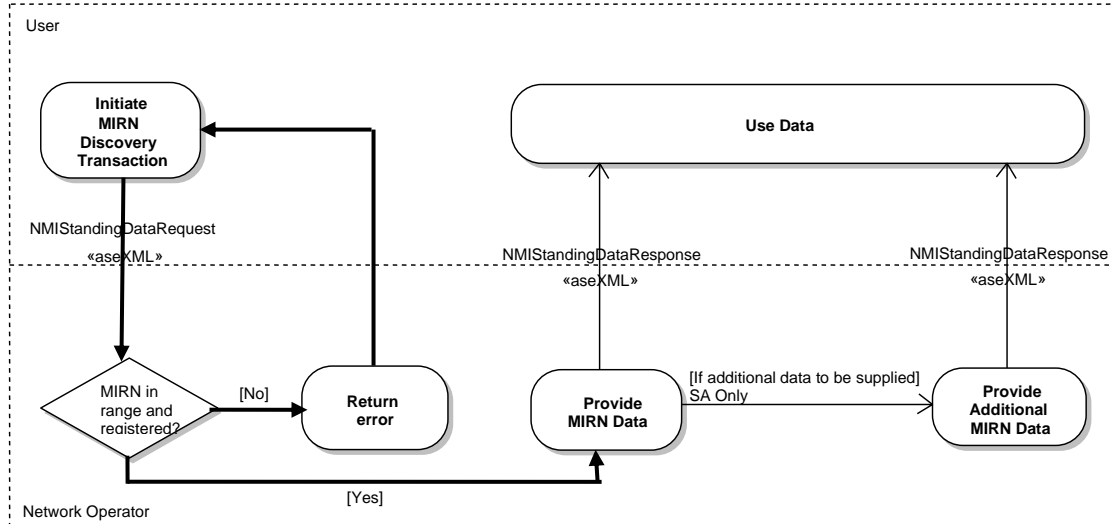 User
Initiate
MIRN
Discovery
Transaction
Use Data
NMIStandingDataRequest
«aseXML»
NMIStandingDataResponse
«aseXML»
NMIStandingDataResponse
«aseXML»
MIRN in
range and
registered?
[No]
Return
error
Provide
MIRN Data
[If additional data to be supplied]
SA Only
Provide
Additional
MIRN Data
[Yes]
Network Operator